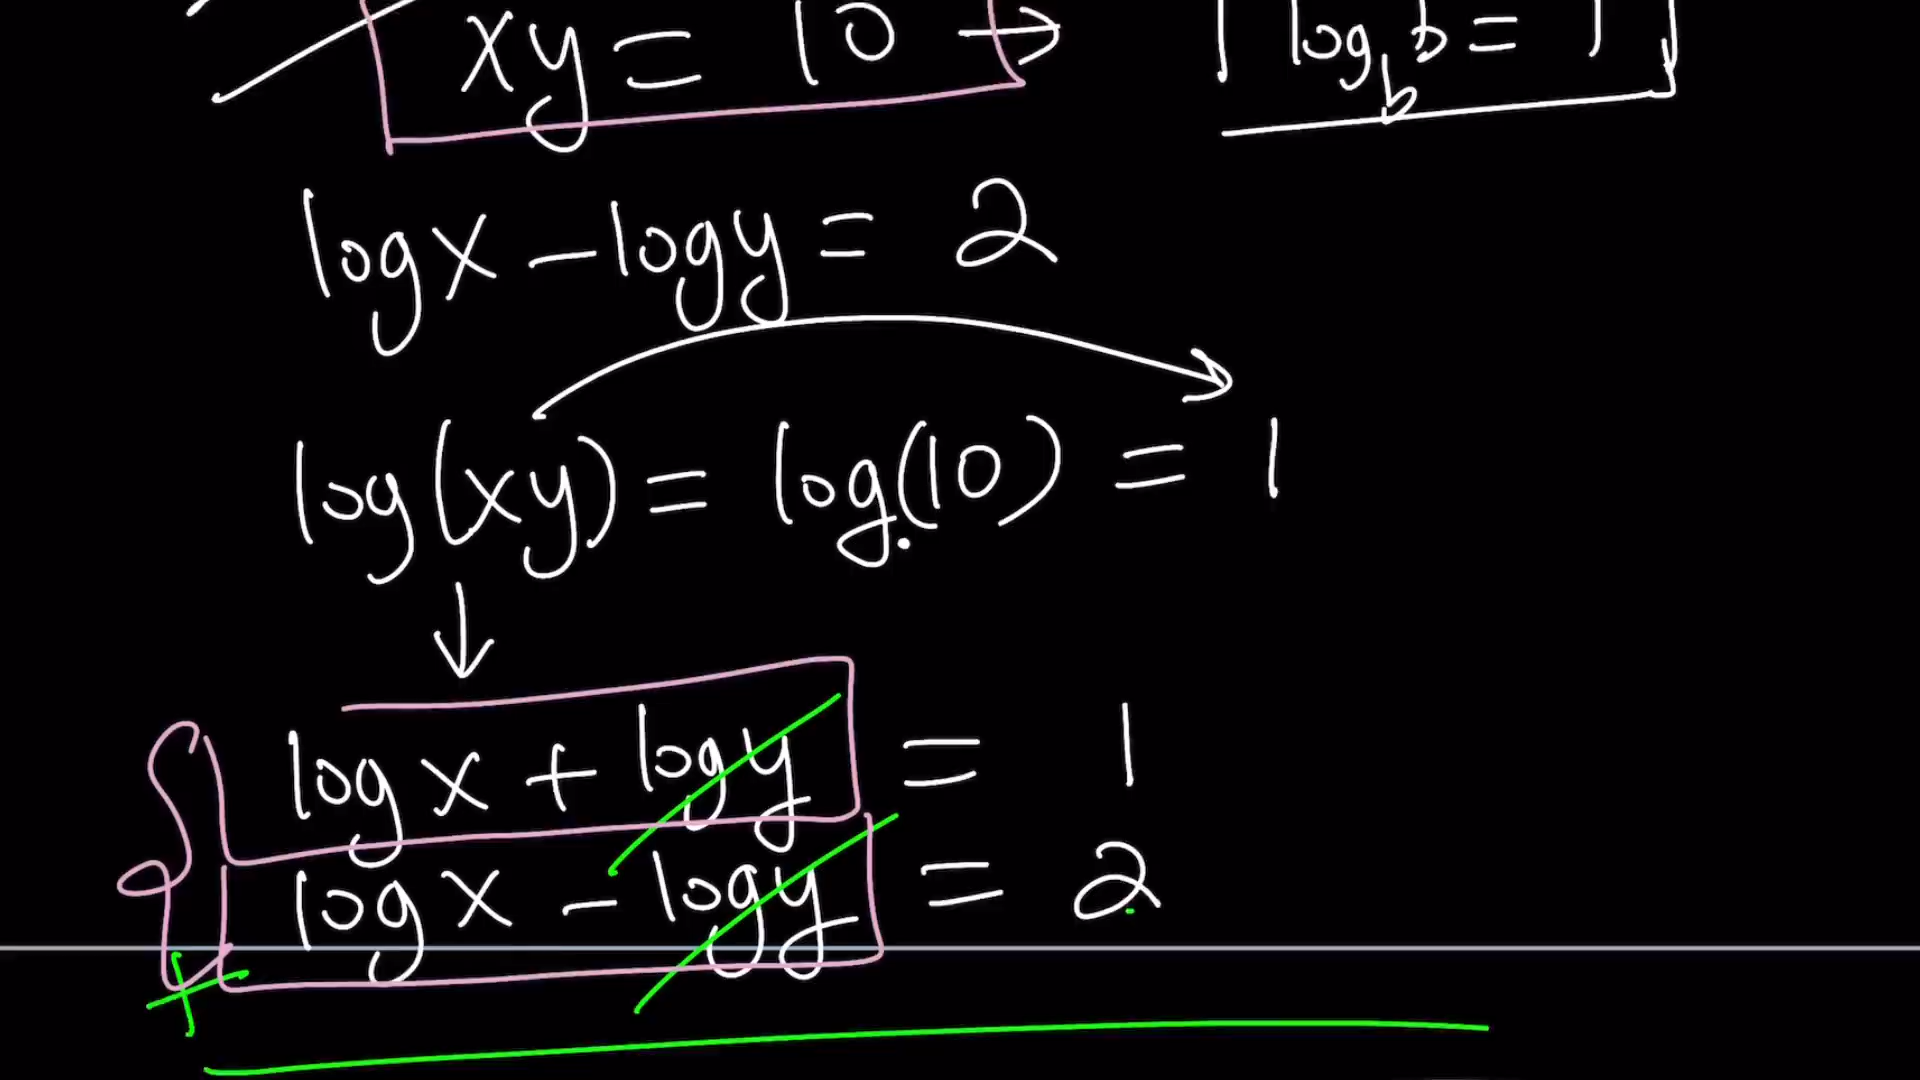 xy = 10 → log_b b = 1
log x - log y = 2
log(xy) = log(10) = 1
↓
log x + log y = 1
log x - log y = 2
+